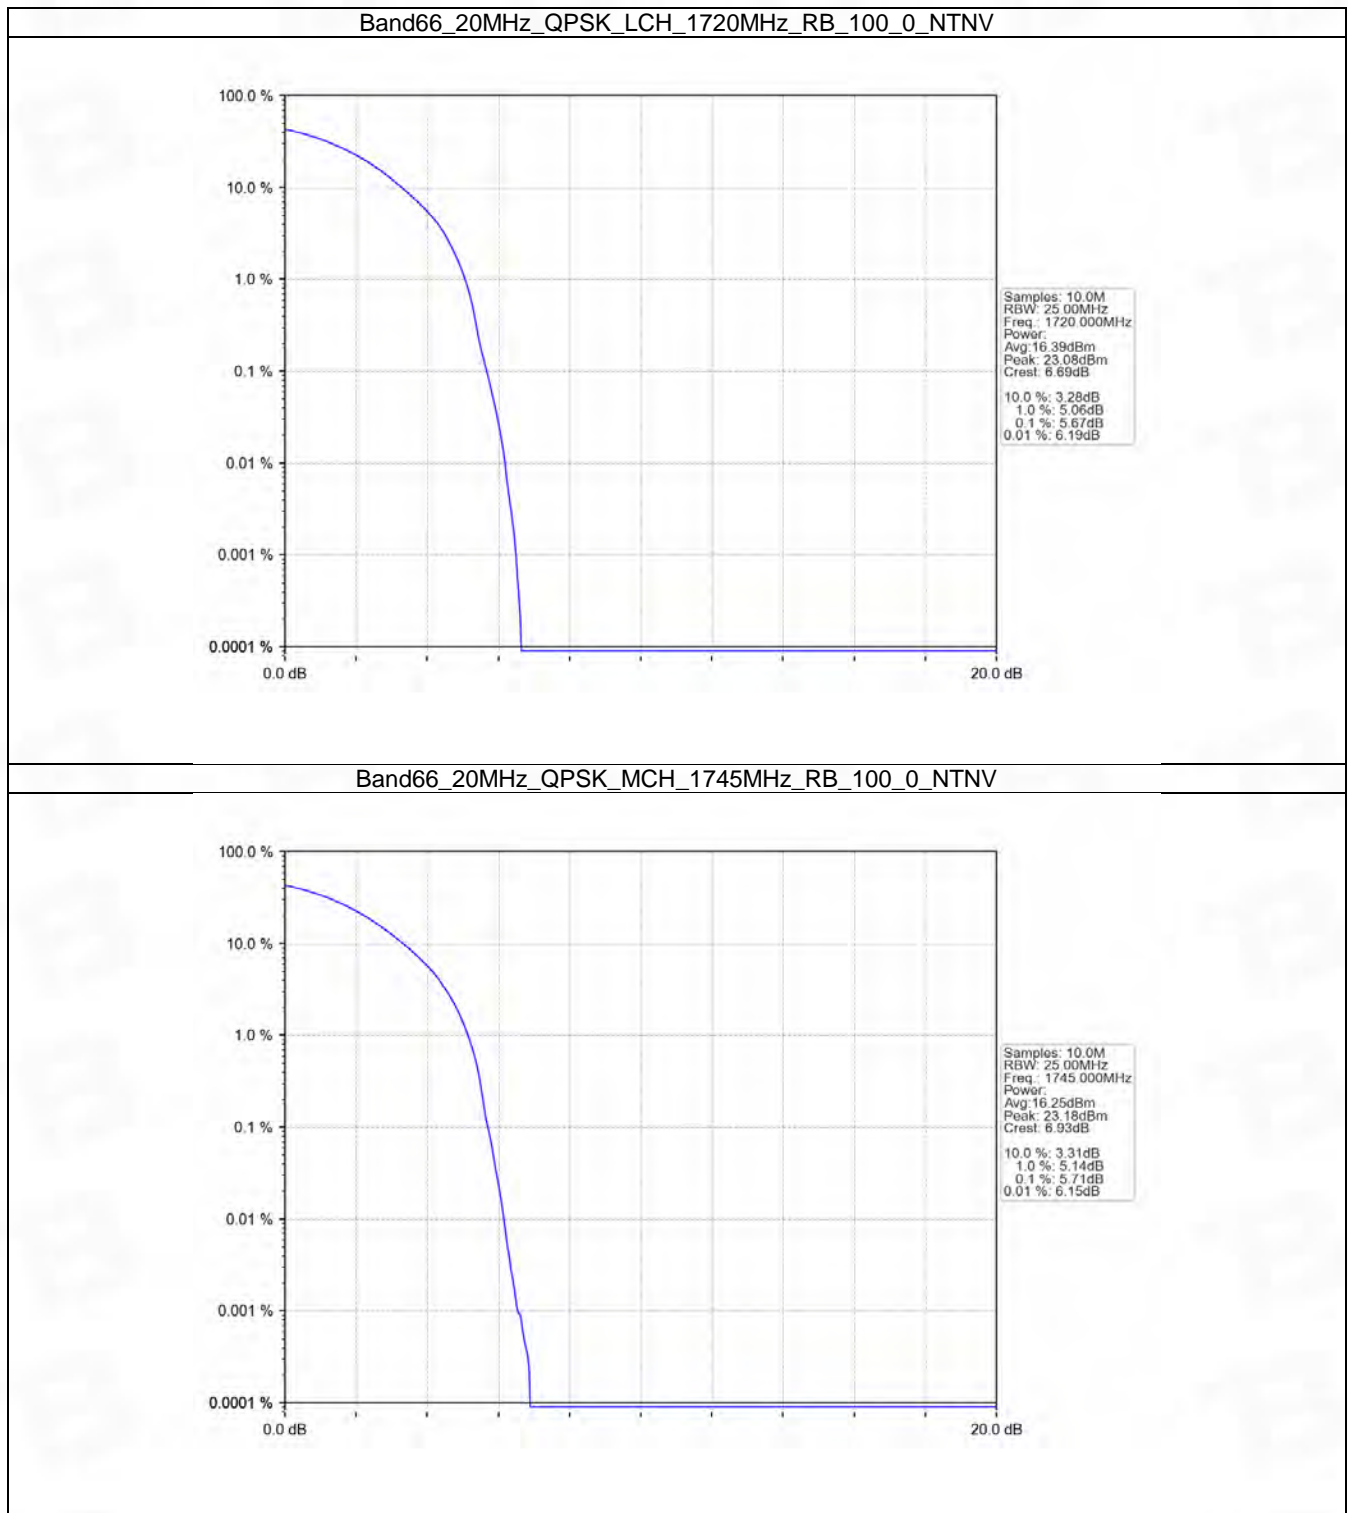 Band66_20MHz_QPSK_LCH_1720MHz_RB_100_0_NTNV
100.0 %
10.0 %
1.0 %
0.1 %
0.01 %
0.001 %
0.0001 %
0.0 dB
20.0 dB
Samples: 10.0M
RBW: 25.00MHz
Freq.: 1720.000MHz
Power:
Avg:16.39dBm
Peak: 23.08dBm
Crest: 6.69dB
10.0 %: 3.28dB
1.0 %: 5.06dB
0.1 %: 5.67dB
0.01 %: 6.19dB
Band66_20MHz_QPSK_MCH_1745MHz_RB_100_0_NTNV
100.0 %
10.0 %
1.0 %
0.1 %
0.01 %
0.001 %
0.0001 %
0.0 dB
20.0 dB
Samples: 10.0M
RBW: 25.00MHz
Freq.: 1745.000MHz
Power:
Avg:16.25dBm
Peak: 23.18dBm
Crest: 6.93dB
10.0 %: 3.31dB
1.0 %: 5.14dB
0.1 %: 5.71dB
0.01 %: 6.15dB